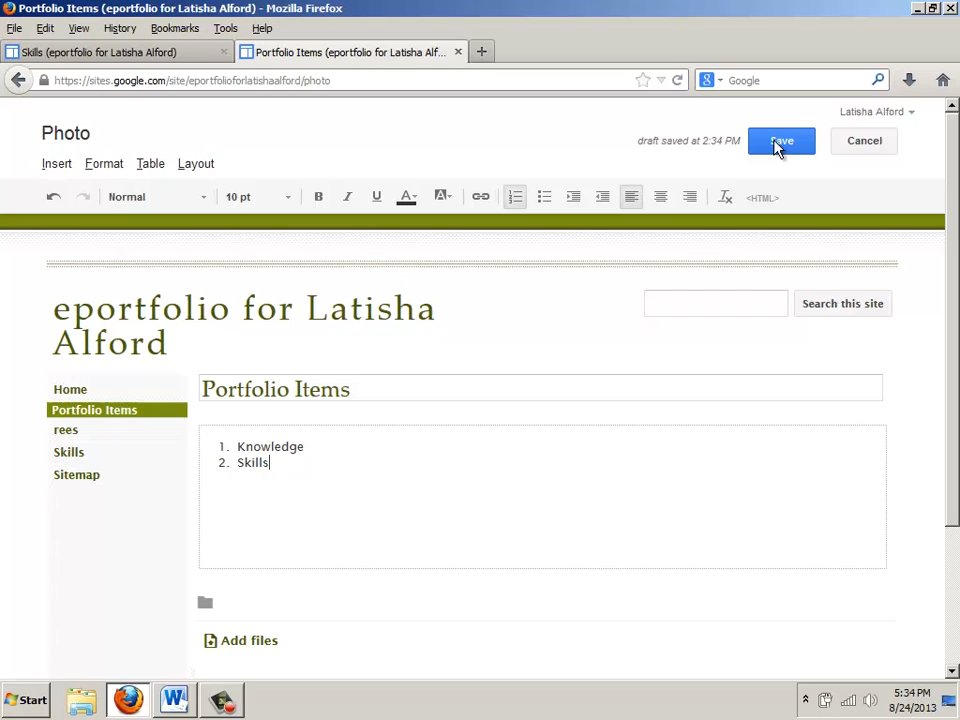 Portfolio Items (eportfolio for Latisha Alford) - Mozilla Firefox
File Edit View History Bookmarks Tools Help
Skills (eportfolio for Latisha Alford) Portfolio Items (eportfolio for Latisha Alf...
https://sites.google.com/site/eportfolioforlatishaalford/photo Google
Latisha Alford
Photo
draft saved at 2:34 PM Save Cancel
Insert Format Table Layout
Normal 10 pt B I U A A <HTML>
eportfolio for Latisha
Alford
Search this site
Home
Portfolio Items
Portfolio Items
rees
Skills
Sitemap
1. Knowledge
2. Skills
Add files
Start
5:34 PM
8/24/2013